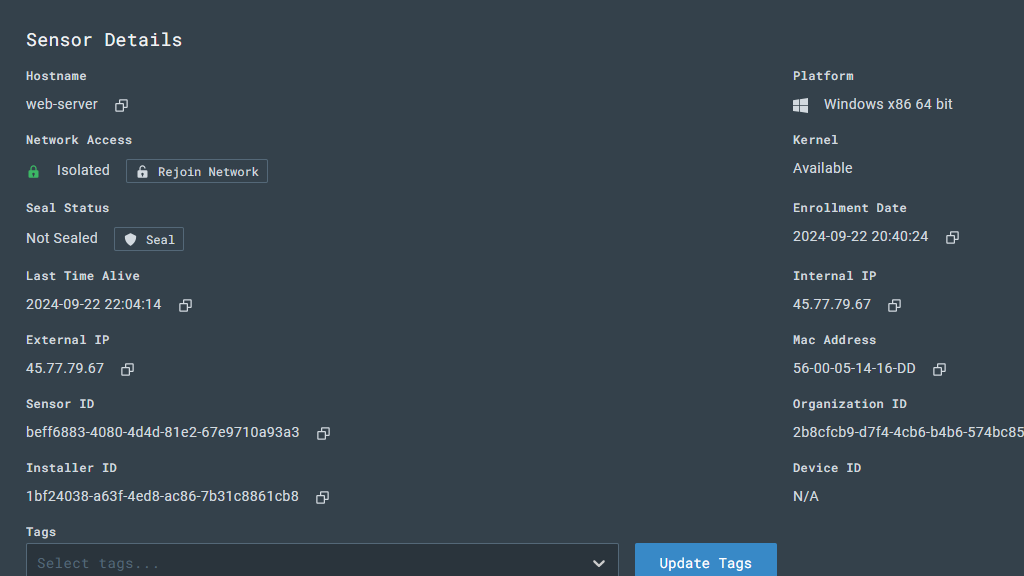 Sensor Details
Hostname
web-server
Network Access
Isolated Rejoin Network
Seal Status
Not Sealed Seal
Last Time Alive
2024-09-22 22:04:14
External IP
45.77.79.67
Sensor ID
beff6883-4080-4d4d-81e2-67e9710a93a3
Installer ID
1bf24038-a63f-4ed8-ac86-7b31c8861cb8
Tags
Select tags...
Update Tags
Platform
Windows x86 64 bit
Kernel
Available
Enrollment Date
2024-09-22 20:40:24
Internal IP
45.77.79.67
Mac Address
56-00-05-14-16-DD
Organization ID
2b8cfcb9-d7f4-4cb6-b4b6-574bc85
Device ID
N/A